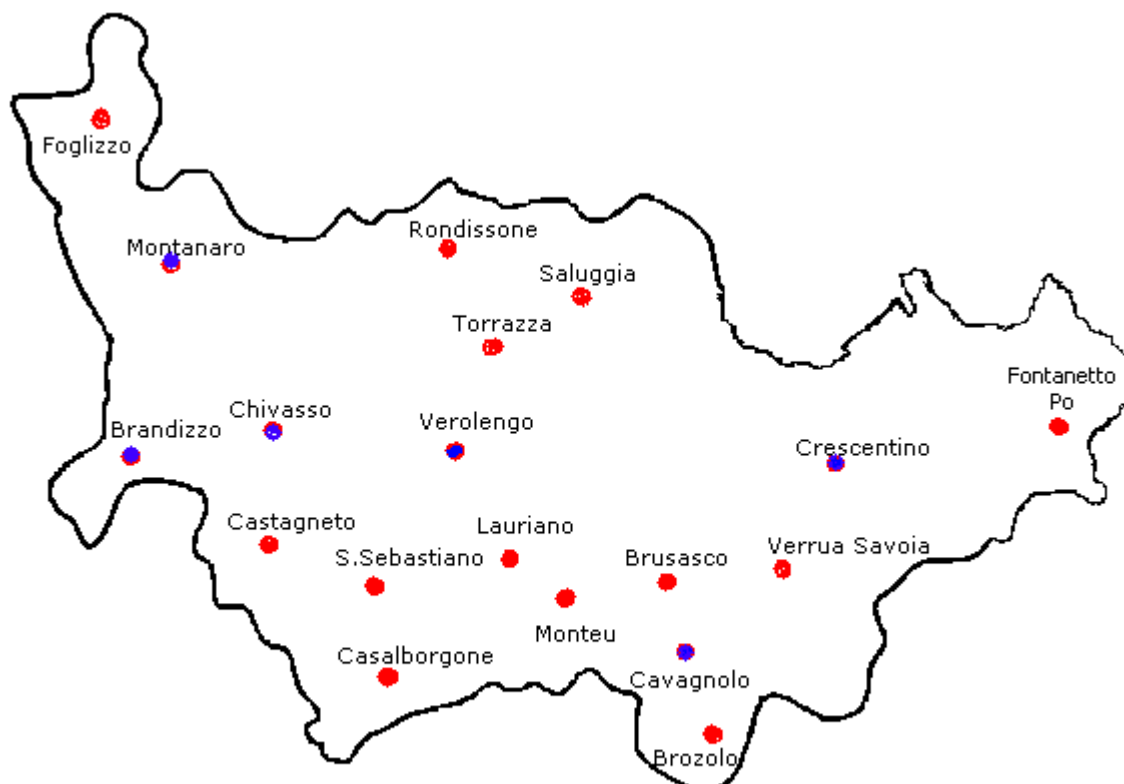 Foglizzo
Rondissone
Montanaro
Saluggia
Torrazza
Fontanetto
Po
Chivasso
Verolengo
Brandizzo
Crescentino
Castagneto
Lauriano
S.Sebastiano
Brusasco
Verrua Savoia
Monteu
Casalborgone
Cavagnolo
Brozolo